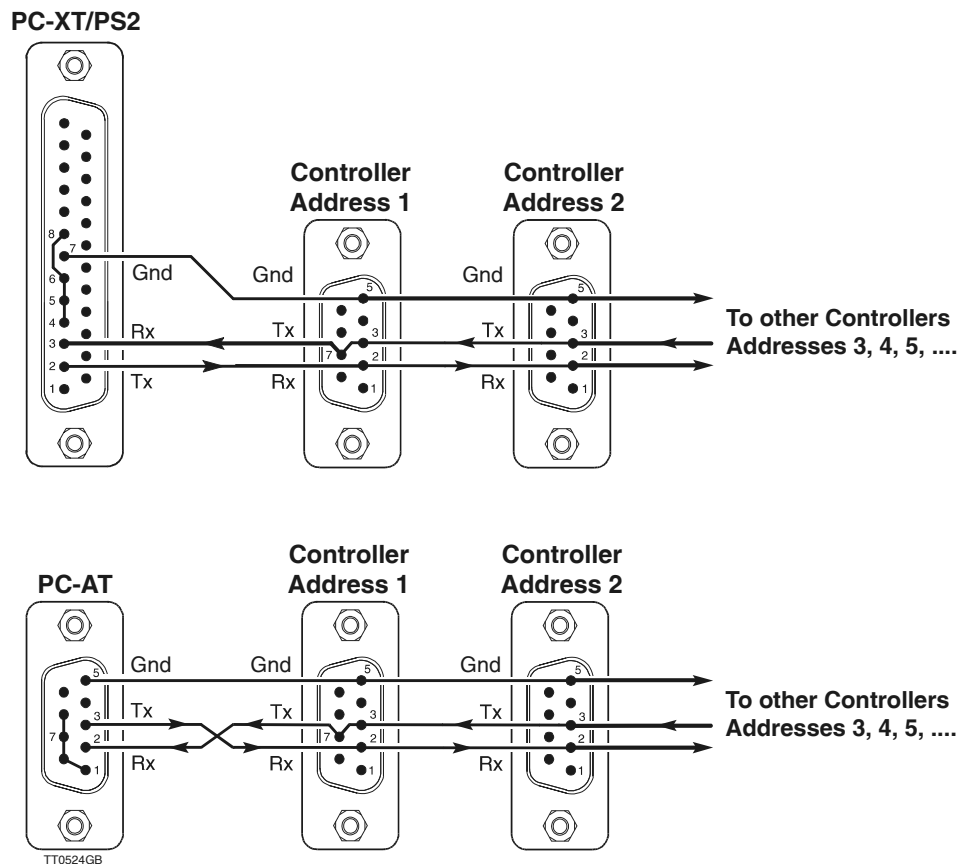 PC-XT/PS2
Controller
Address 1
Controller
Address 2
8
7
6
5
4
3
2
1
Gnd
Rx
Tx
Gnd
Tx
Rx
5
3
7
2
1
Gnd
Tx
Rx
5
3
2
1
To other Controllers
Addresses 3, 4, 5, ....
PC-AT
Controller
Address 1
Controller
Address 2
5
3
7
2
1
Gnd
Tx
Rx
Gnd
Tx
Rx
5
3
7
2
1
Gnd
Tx
Rx
5
3
2
1
To other Controllers
Addresses 3, 4, 5, ....
TT0524GB